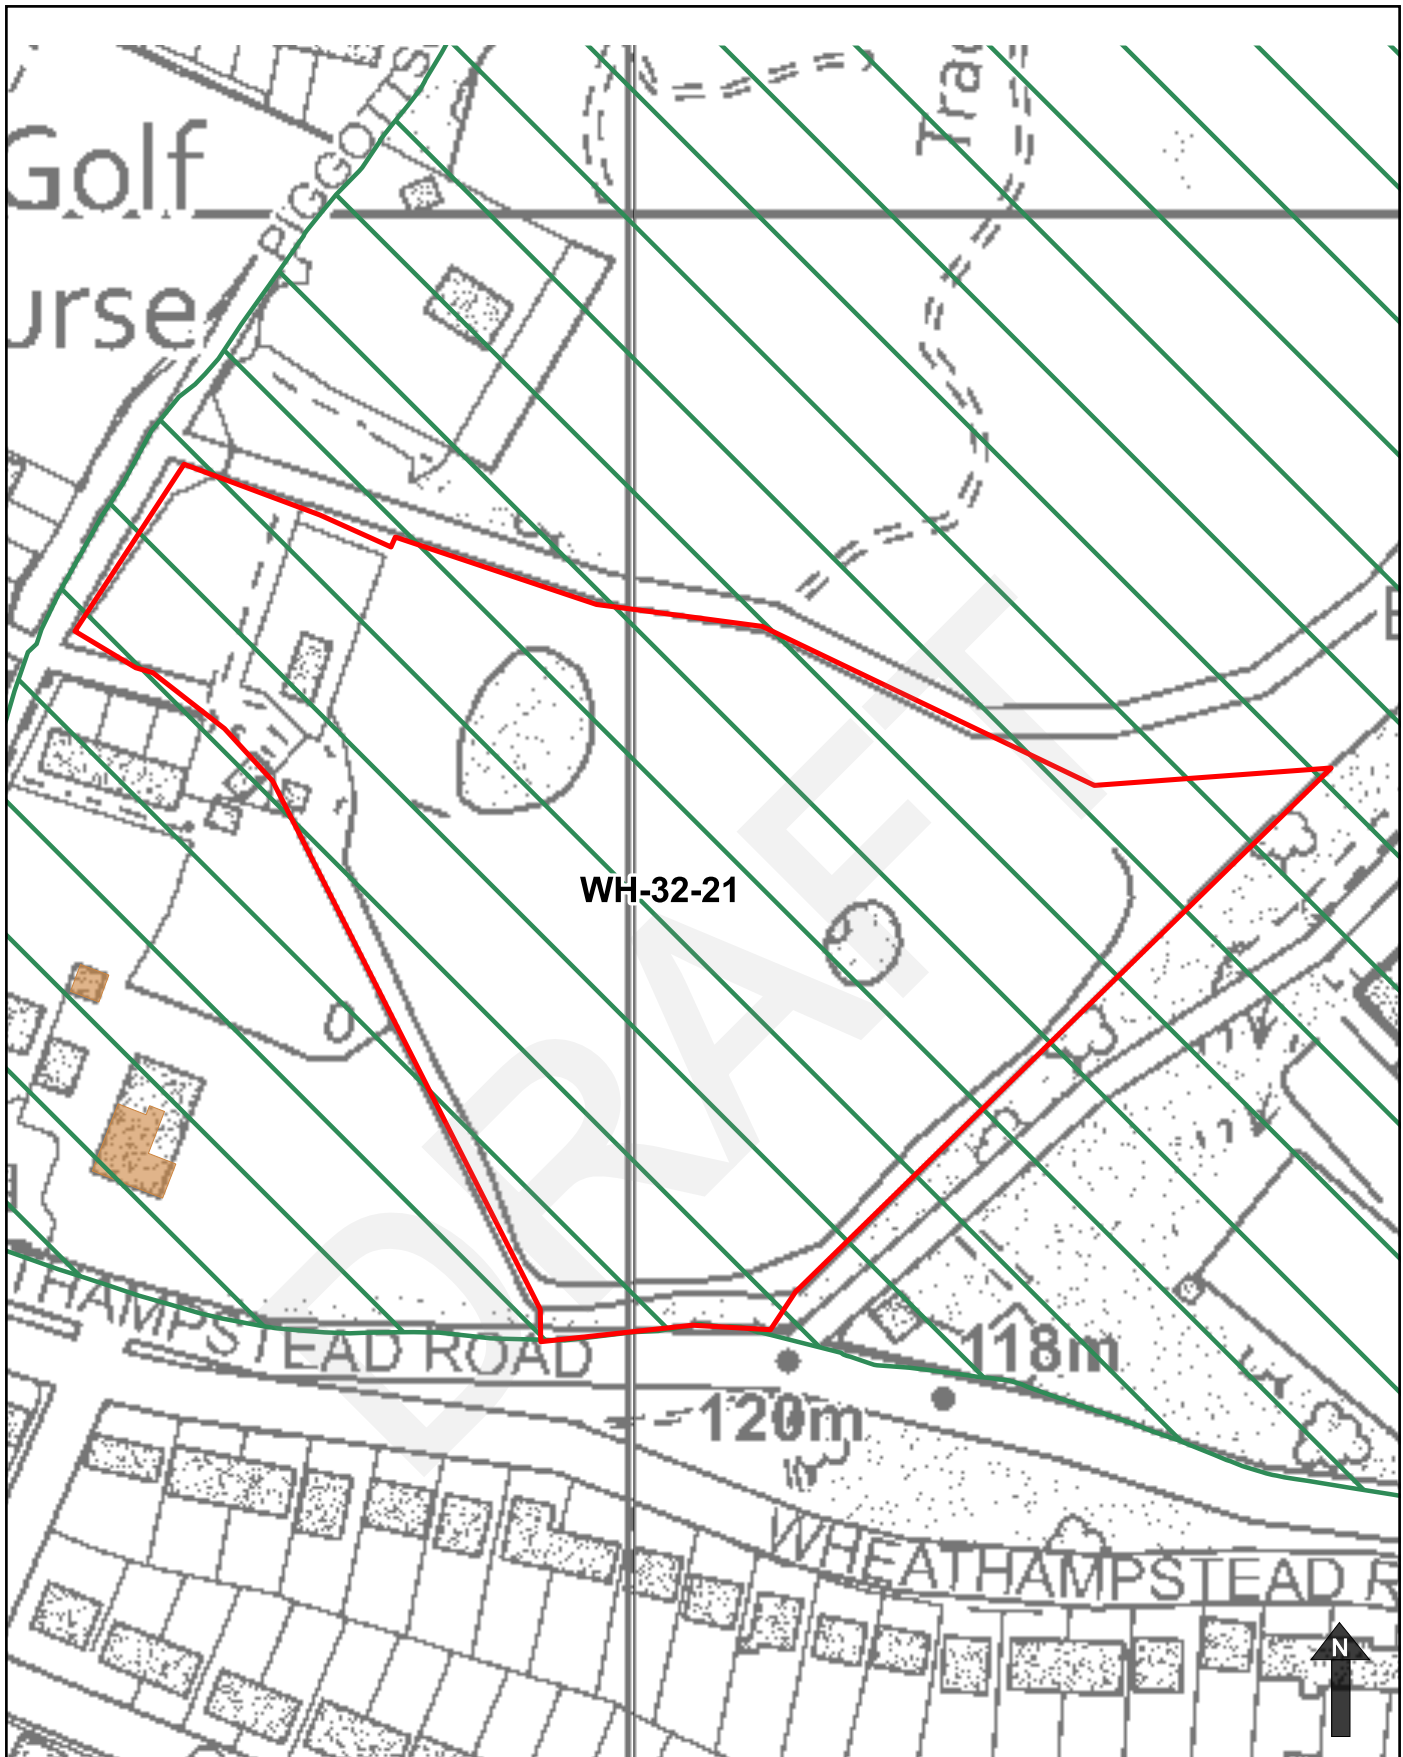 Trac
PIGGOTTS
Golf
urse
E
WH-32-21
DRAFT
THAMPSTEAD ROAD
118m
120m
WHEATHAMPSTEAD R
N